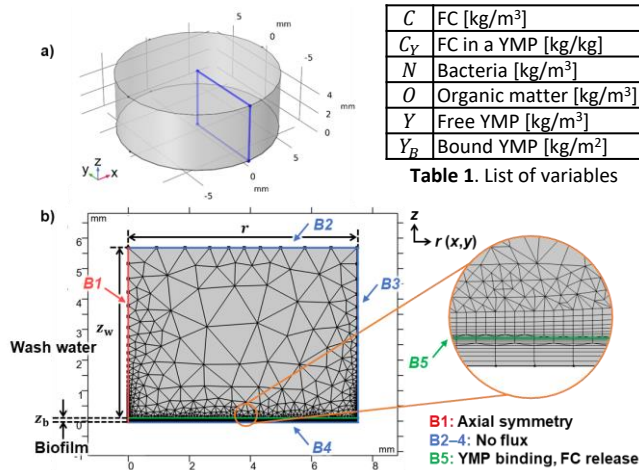 a)
mm
5
0
-5
4
2
0
mm
5
0
-5
mm
z
y
x
C FC [kg/m³]
C_Y FC in a YMP [kg/kg]
N Bacteria [kg/m³]
O Organic matter [kg/m³]
Y Free YMP [kg/m³]
Y_B Bound YMP [kg/m²]
Table 1. List of variables
b)
mm
B2
6
5
4
3
2
1
0
-1
r
B1
B3
z_w
Wash water
z_b
Biofilm
B4
0 2 4 6 8
mm
z
r (x,y)
B5
B1: Axial symmetry
B2–4: No flux
B5: YMP binding, FC release